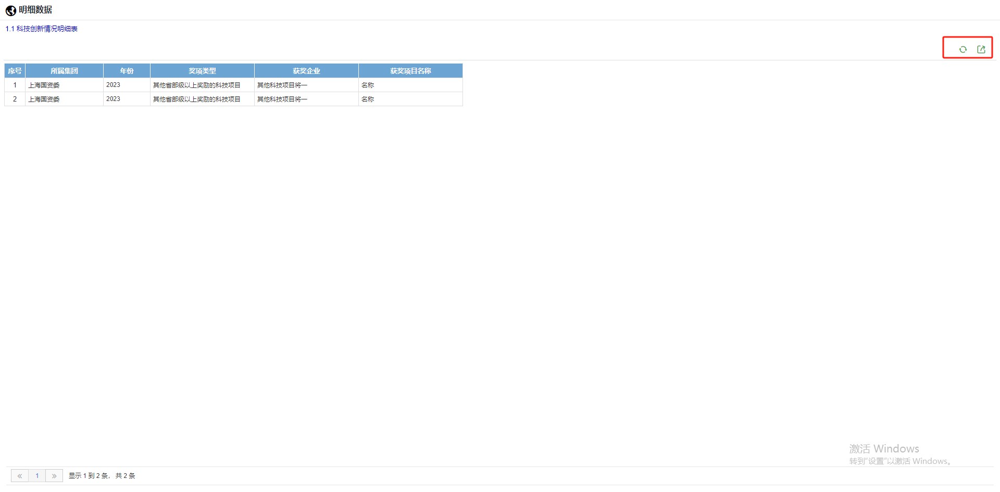 明细数据
1.1 科技创新情况明细表
序号 所属集团 年份 奖项类型 获奖企业 获奖项目名称
1 上海国资委 2023 其他省部级以上奖励的科技项目 其他科技项目将一 名称
2 上海国资委 2023 其他省部级以上奖励的科技项目 其他科技项目将一 名称
激活 Windows
转到“设置”以激活 Windows。
« 1 » 显示 1 到 2 条， 共 2 条